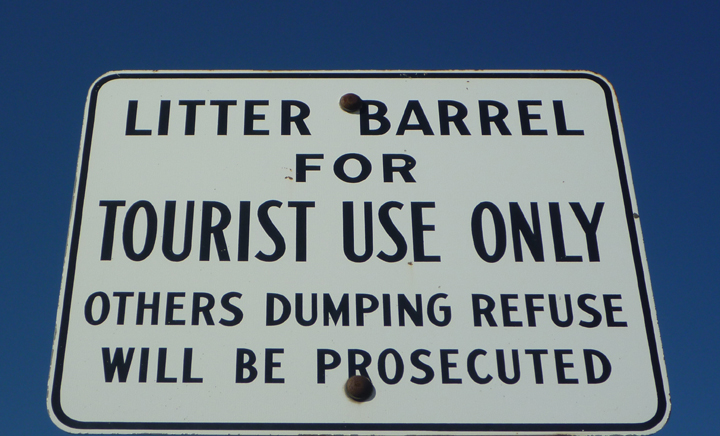 LITTER BARREL
FOR
TOURIST USE ONLY
OTHERS DUMPING REFUSE
WILL BE PROSECUTED